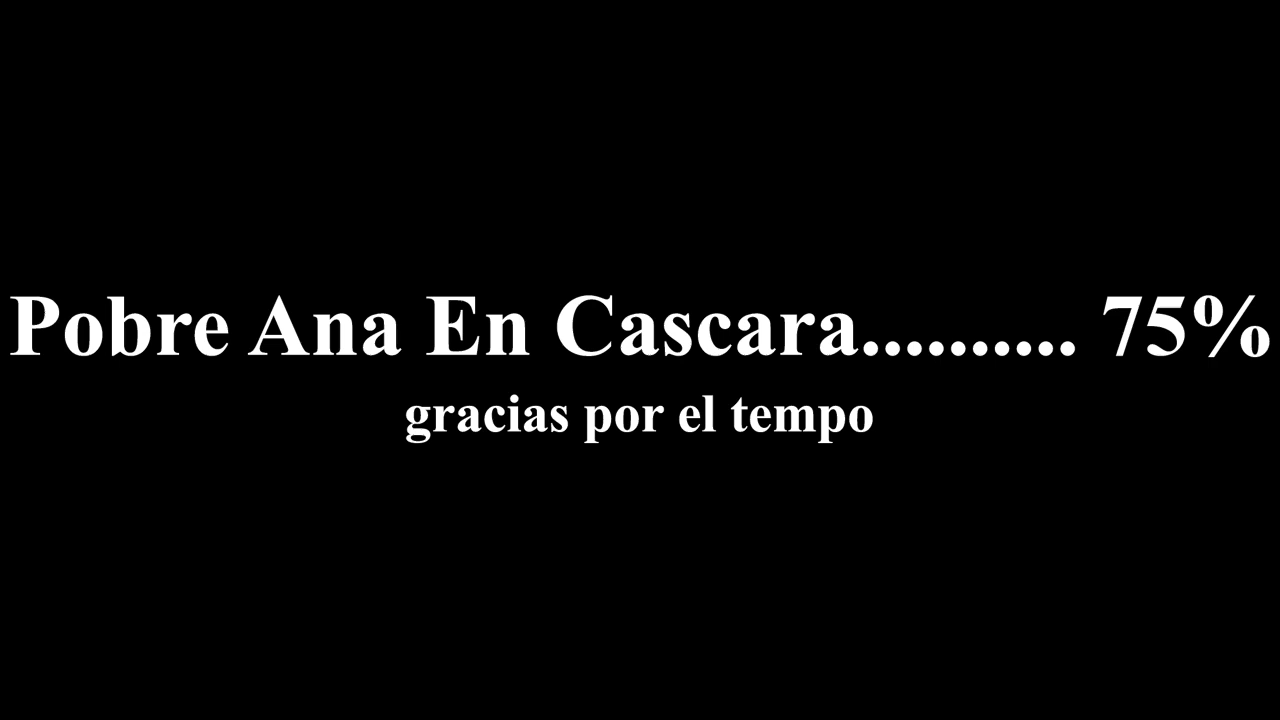 Pobre Ana En Cascara.......... 75%
gracias por el tempo